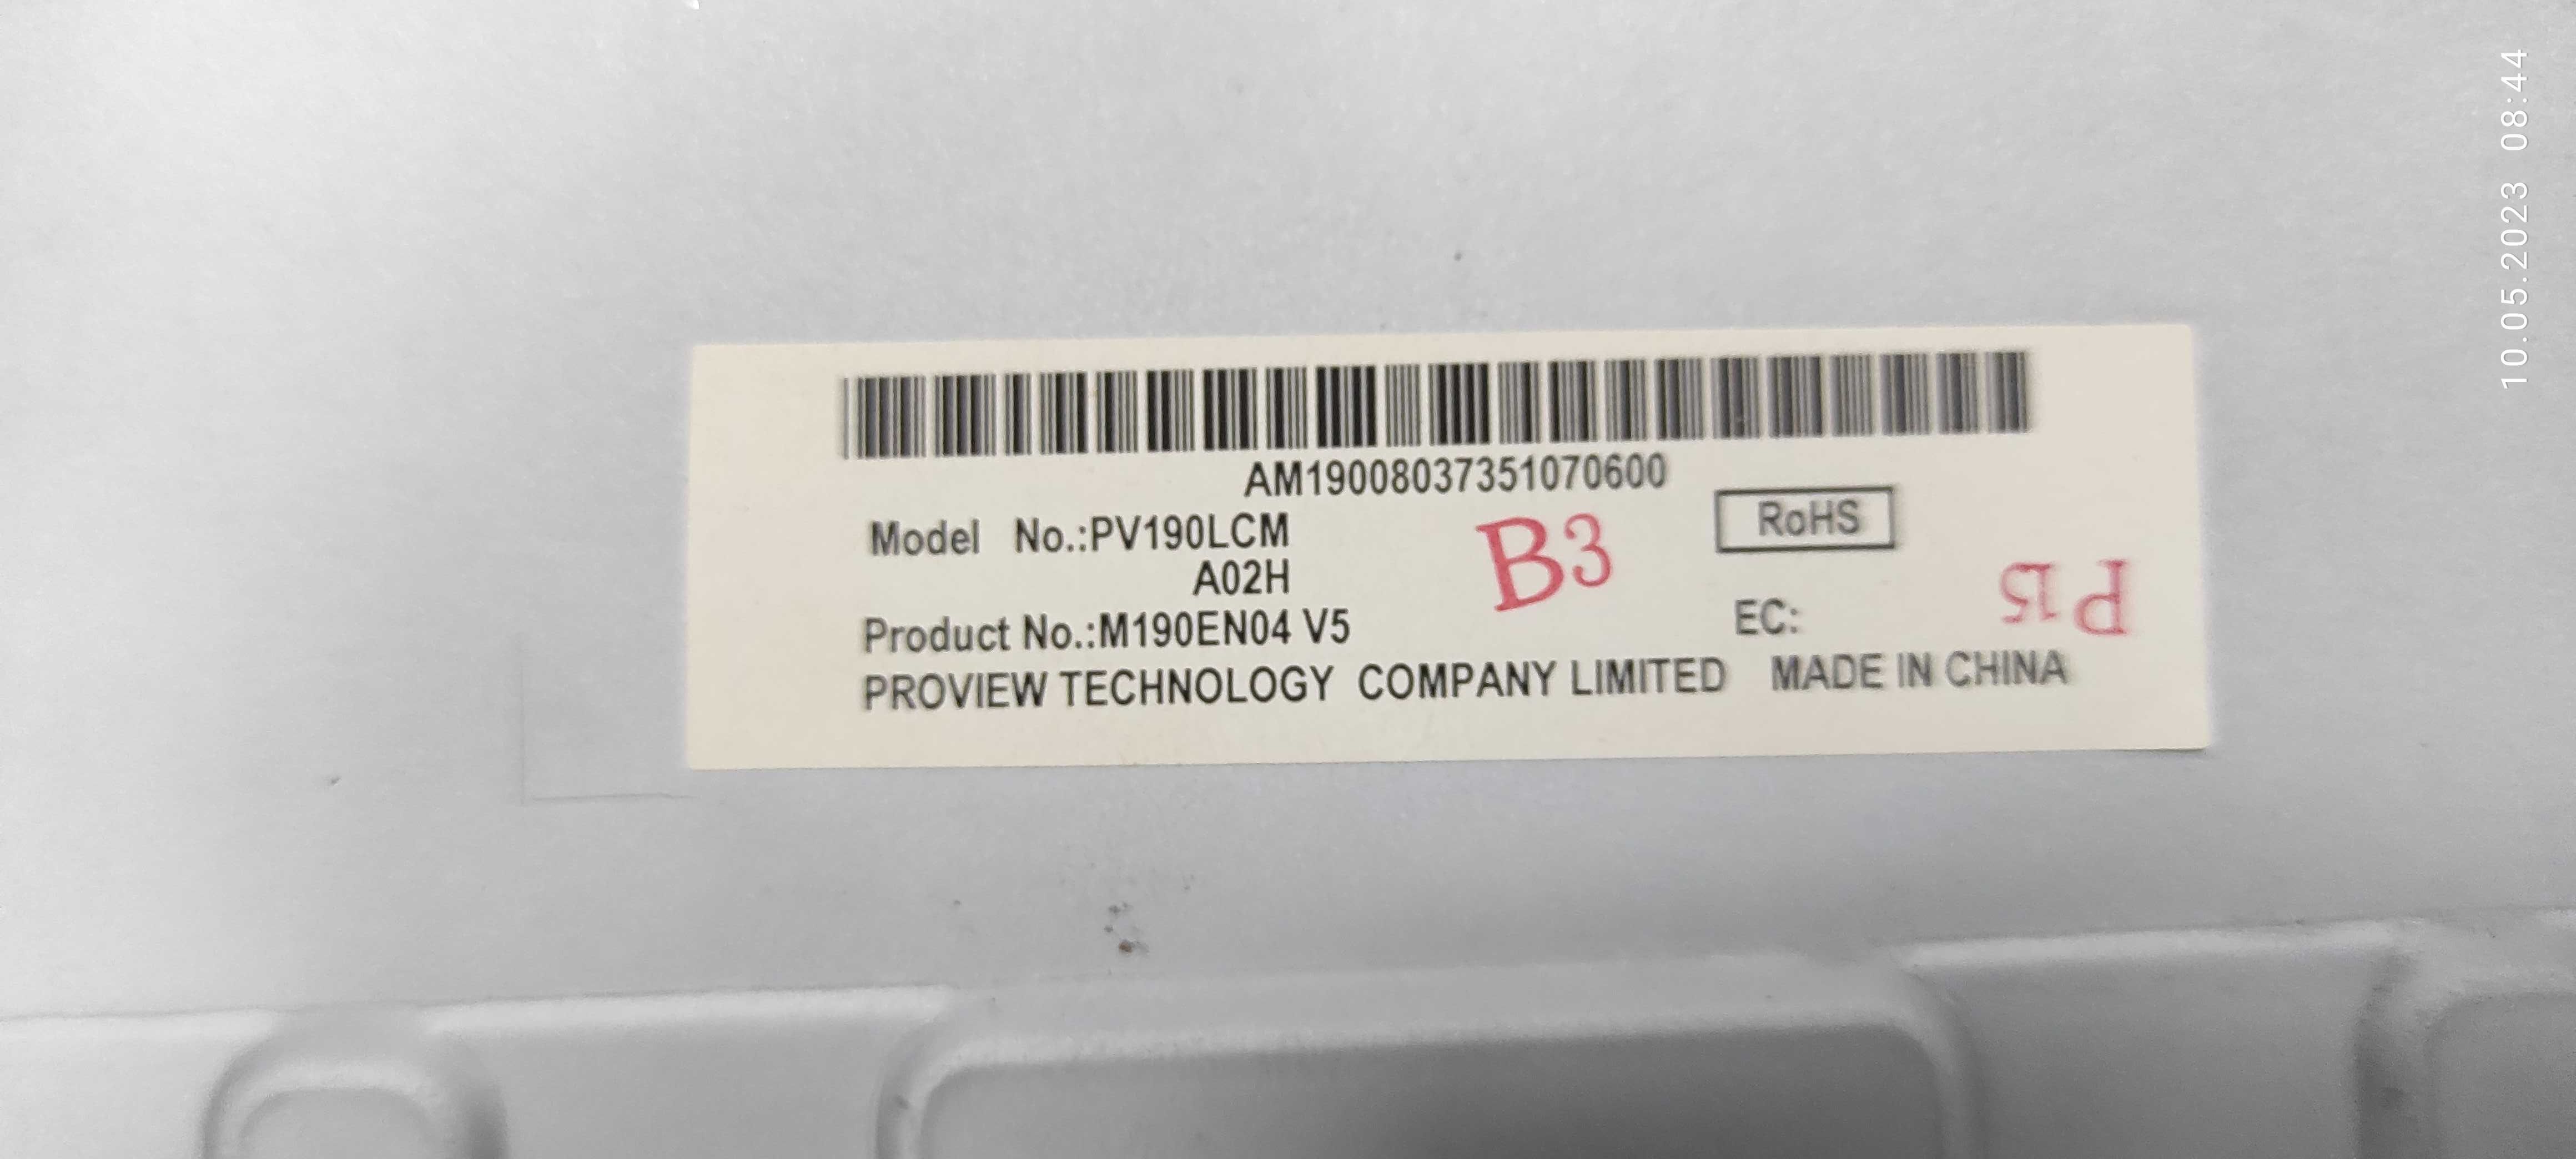 AM19008037351070600
Model No.:PV190LCM
A02H
B3
RoHS
Product No.:M190EN04 V5
EC:
P15
PROVIEW TECHNOLOGY COMPANY LIMITED MADE IN CHINA
10.05.2023 08:44